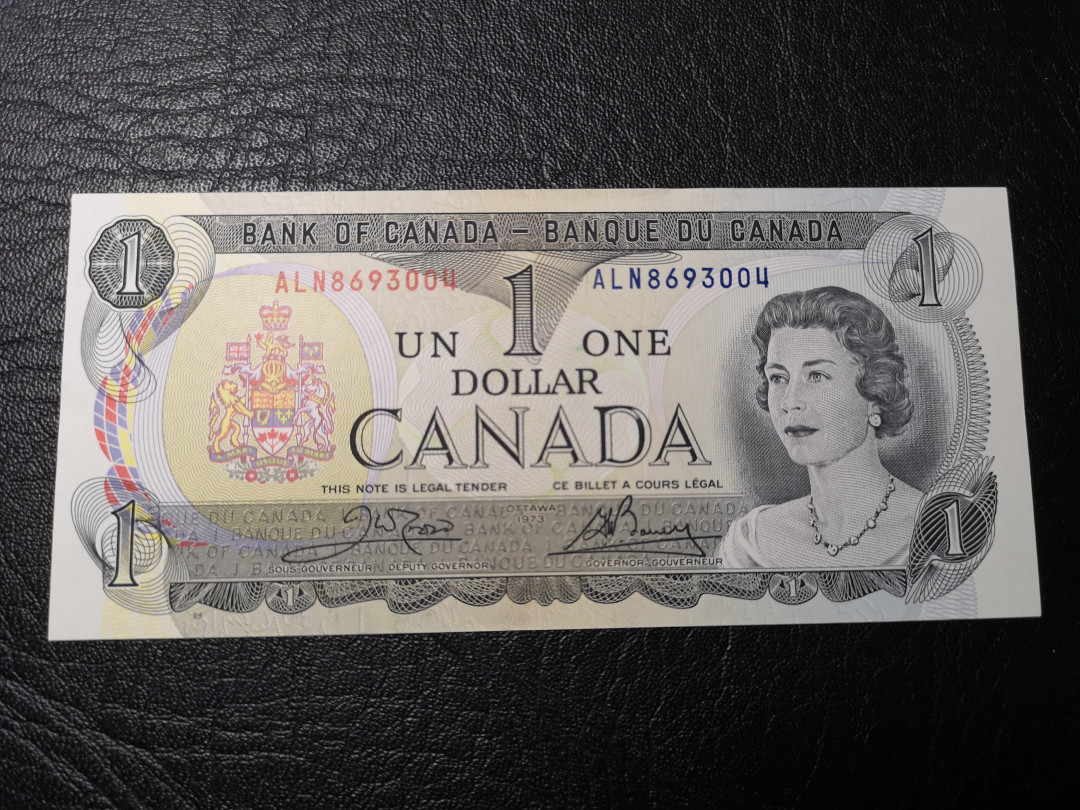 BANK OF CANADA – BANQUE DU CANADA
1 1
ALN8693004 ALN8693004
UN 1 ONE
DOLLAR
CANADA
THIS NOTE IS LEGAL TENDER CE BILLET A COURS LÉGAL
OTTAWA
1973
1 1
SOUS-GOUVERNEUR DEPUTY GOVERNOR GOVERNOR-GOUVERNEUR
1 1